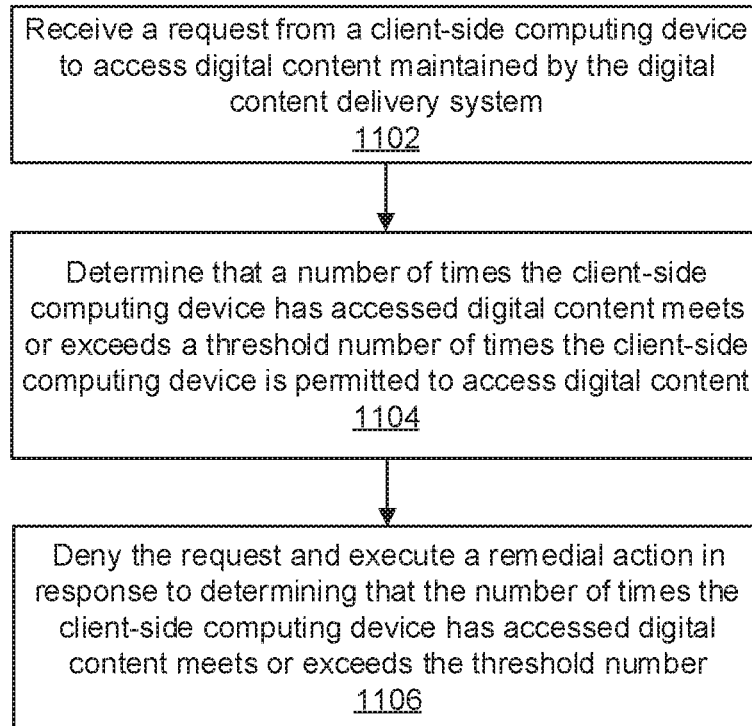 Receive a request from a client-side computing device
to access digital content maintained by the digital
content delivery system
1102
Determine that a number of times the client-side
computing device has accessed digital content meets
or exceeds a threshold number of times the client-side
computing device is permitted to access digital content
1104
Deny the request and execute a remedial action in
response to determining that the number of times the
client-side computing device has accessed digital
content meets or exceeds the threshold number
1106